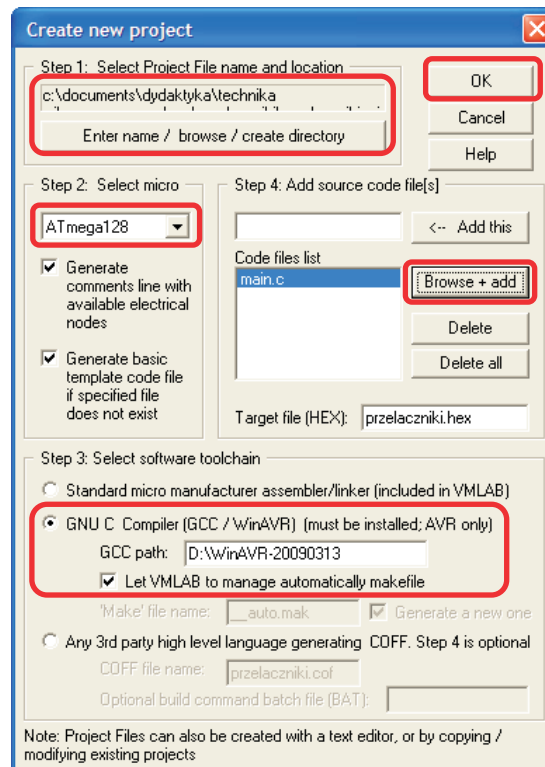 Create new project
Step 1: Select Project File name and location
c:\documents\dydaktyka\technika
Enter name / browse / create directory
OK
Cancel
Help
Step 2: Select micro
ATmega128
Generate
comments line with
available electrical
nodes
Generate basic
template code file
if specified file
does not exist
Step 4: Add source code file[s]
<-- Add this
Code files list
main.c
Browse + add
Delete
Delete all
Target file (HEX): przelaczniki.hex
Step 3: Select software toolchain
Standard micro manufacturer assembler/linker (included in VMLAB)
GNU C Compiler (GCC / WinAVR) (must be installed; AVR only)
GCC path: D:\WinAVR-20090313
Let VMLAB to manage automatically makefile
'Make' file name: __auto.mak Generate a new one
Any 3rd party high level language generating COFF. Step 4 is optional
COFF file name: przelaczniki.cof
Optional build command batch file (BAT):
Note: Project Files can also be created with a text editor, or by copying /
modifying existing projects